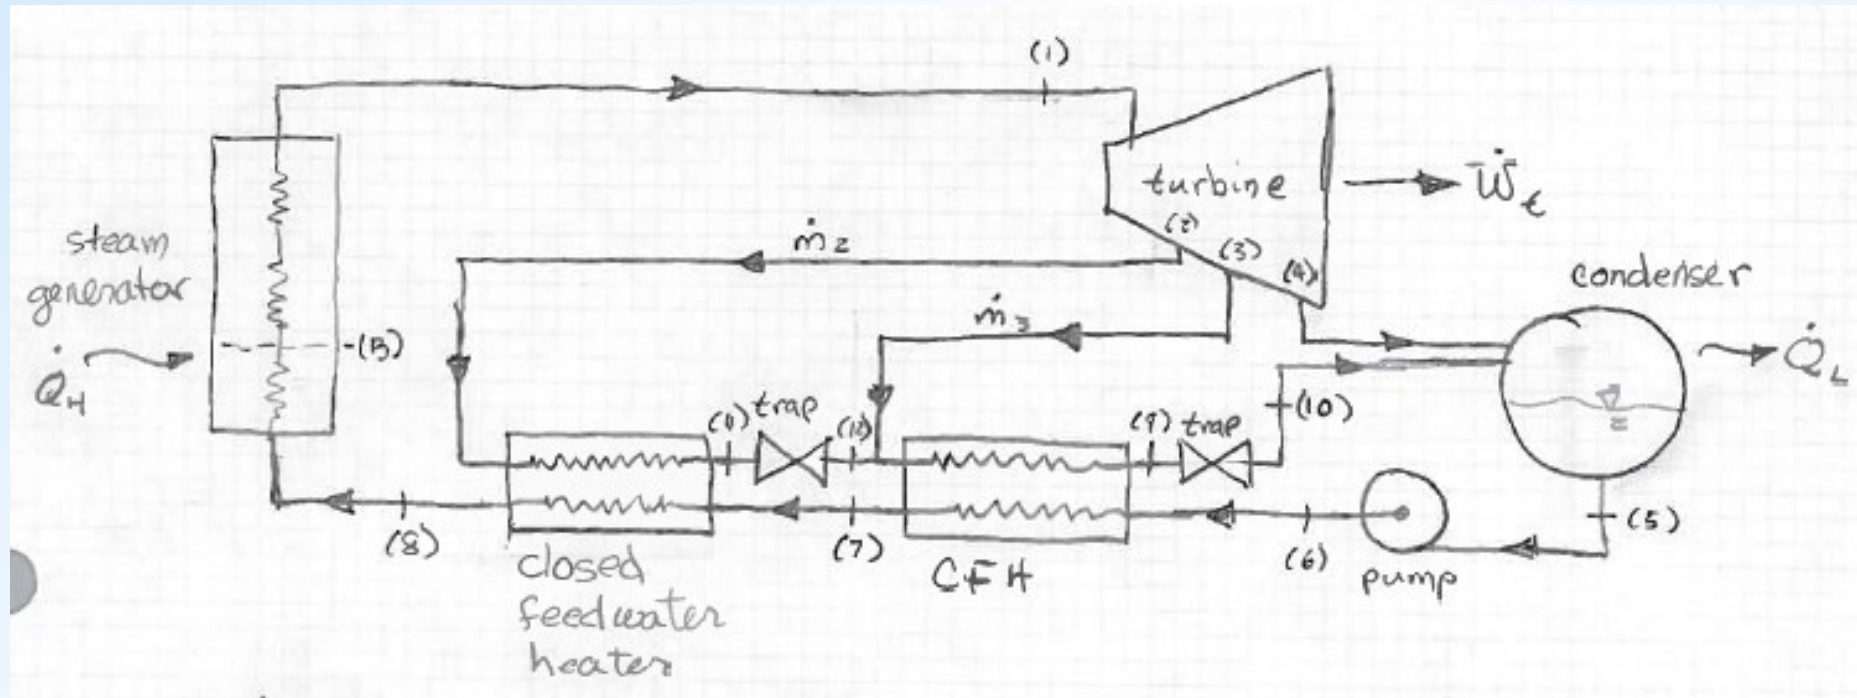 (1)
turbine
Ẇt
(2)
(3)
(4)
ṁ2
ṁ3
steam
generator
Q̇H
(B)
condenser
Q̇L
(11)
trap
(12)
(9)
trap
(10)
(8)
(7)
(6)
(5)
closed
feedwater
heater
CFH
pump